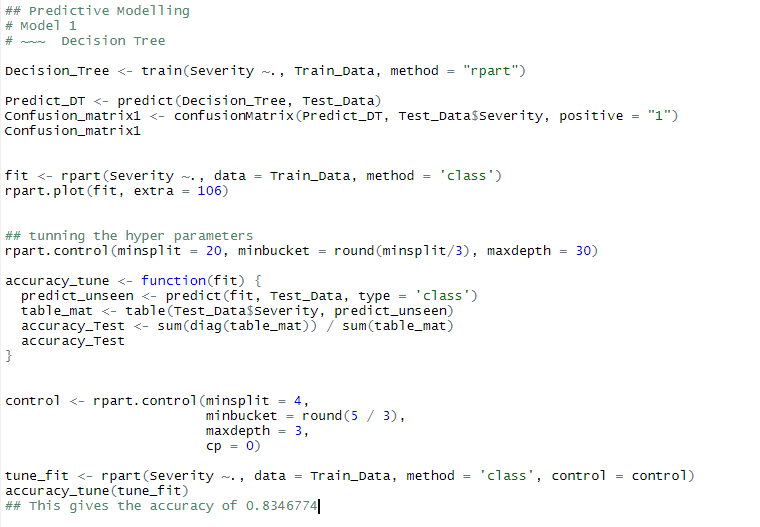 ## Predictive Modelling
# Model 1
# ~~~  Decision Tree
Decision_Tree <- train(Severity ~., Train_Data, method = "rpart")
Predict_DT <- predict(Decision_Tree, Test_Data)
Confusion_matrix1 <- confusionMatrix(Predict_DT, Test_Data$Severity, positive = "1")
Confusion_matrix1
fit <- rpart(Severity ~., data = Train_Data, method = 'class')
rpart.plot(fit, extra = 106)
## tunning the hyper parameters
rpart.control(minsplit = 20, minbucket = round(minsplit/3), maxdepth = 30)
accuracy_tune <- function(fit) {
  predict_unseen <- predict(fit, Test_Data, type = 'class')
  table_mat <- table(Test_Data$Severity, predict_unseen)
  accuracy_Test <- sum(diag(table_mat)) / sum(table_mat)
  accuracy_Test
}
control <- rpart.control(minsplit = 4,
                         minbucket = round(5 / 3),
                         maxdepth = 3,
                         cp = 0)
tune_fit <- rpart(Severity ~., data = Train_Data, method = 'class', control = control)
accuracy_tune(tune_fit)
## This gives the accuracy of 0.8346774